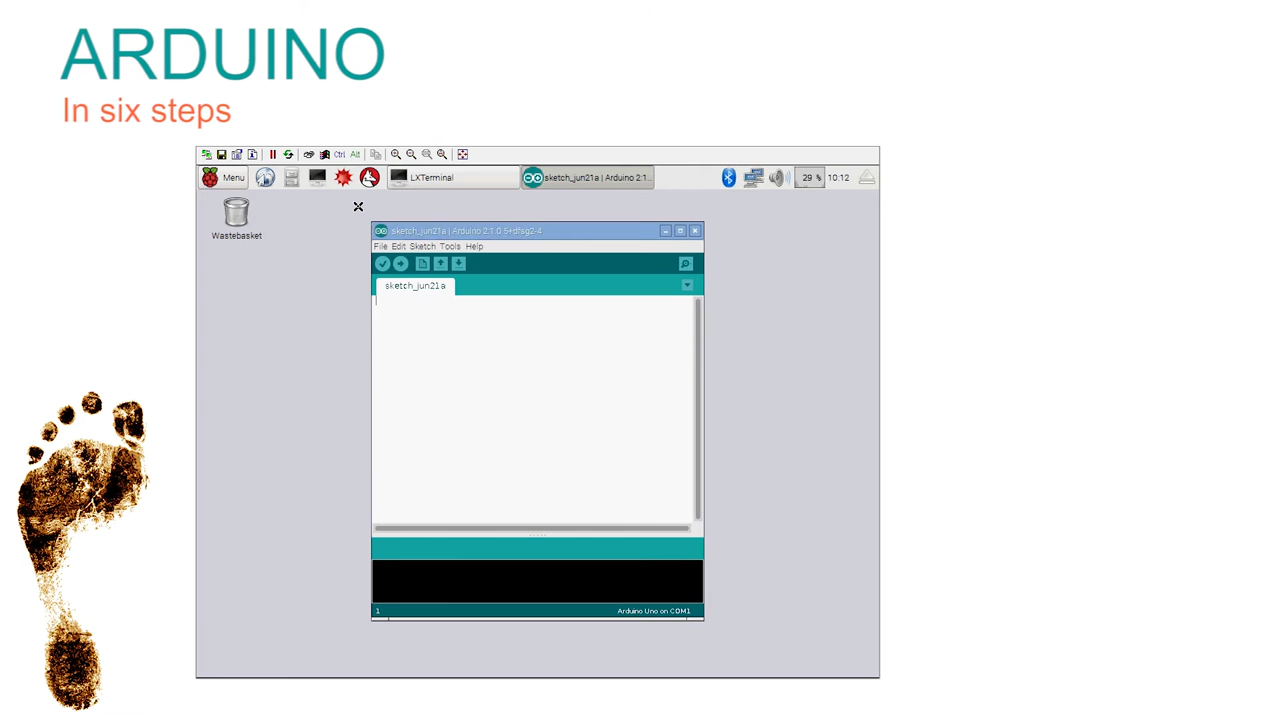 ARDUINO
In six steps
Ctrl Alt
Menu
LXTerminal
sketch_jun21a | Arduino 2:1...
29 %
10:12
Wastebasket
sketch_jun21a | Arduino 2:1.0.5+dfsg2-4
File Edit Sketch Tools Help
sketch_jun21a
1
Arduino Uno on COM1